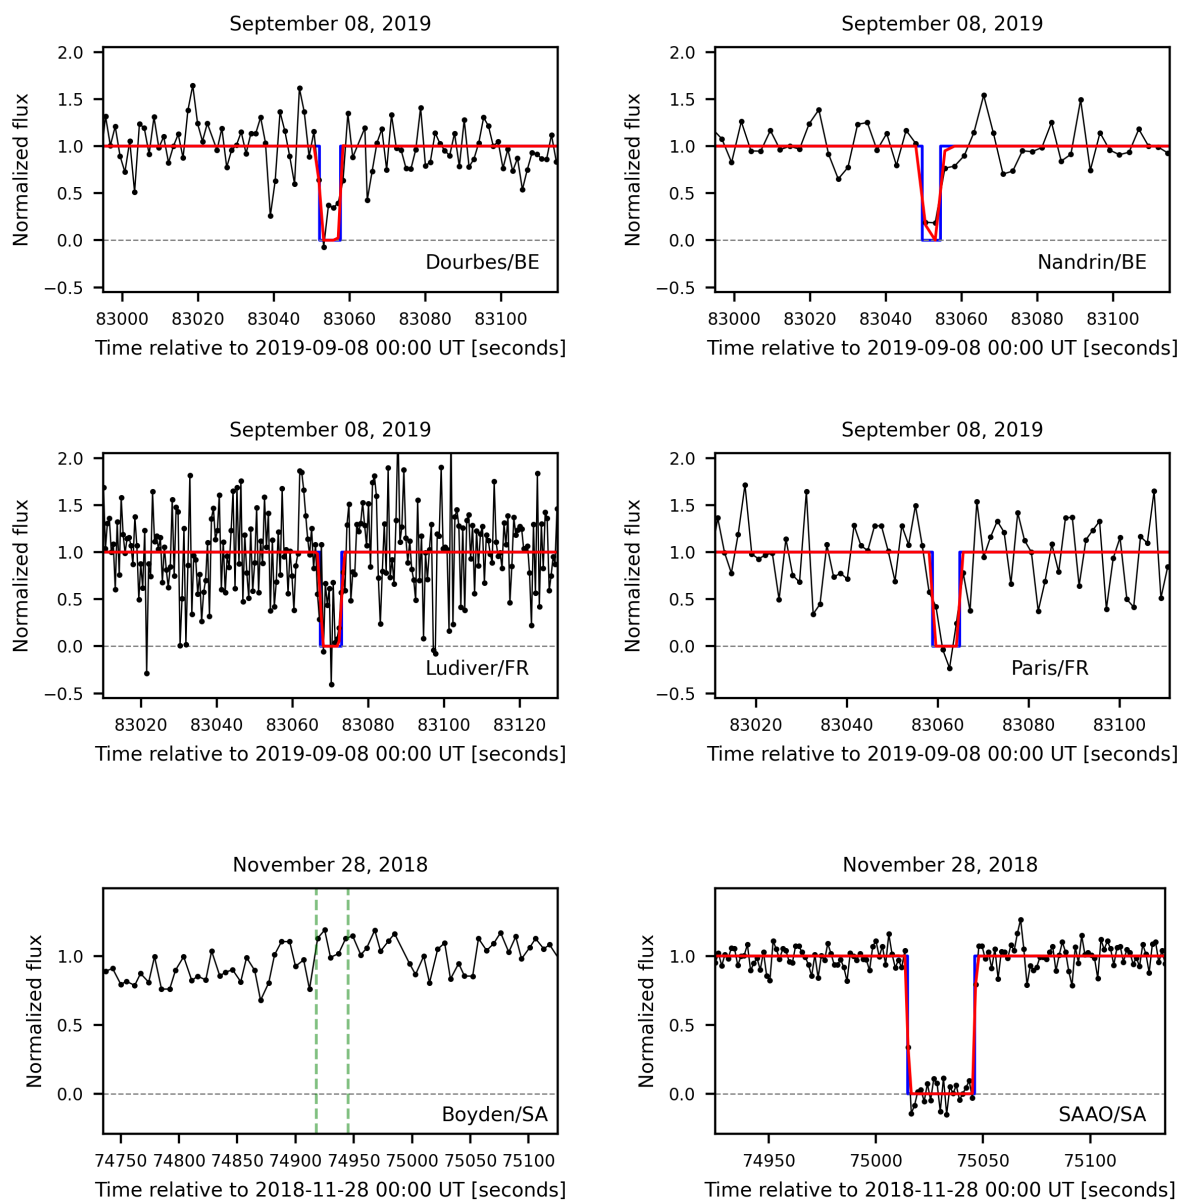 September 08, 2019
Normalized flux
2.0
1.5
1.0
0.5
0.0
−0.5
Dourbes/BE
83000 83020 83040 83060 83080 83100
Time relative to 2019-09-08 00:00 UT [seconds]
September 08, 2019
Normalized flux
2.0
1.5
1.0
0.5
0.0
−0.5
Nandrin/BE
83000 83020 83040 83060 83080 83100
Time relative to 2019-09-08 00:00 UT [seconds]
September 08, 2019
Normalized flux
2.0
1.5
1.0
0.5
0.0
−0.5
Ludiver/FR
83020 83040 83060 83080 83100 83120
Time relative to 2019-09-08 00:00 UT [seconds]
September 08, 2019
Normalized flux
2.0
1.5
1.0
0.5
0.0
−0.5
Paris/FR
83020 83040 83060 83080 83100
Time relative to 2019-09-08 00:00 UT [seconds]
November 28, 2018
Normalized flux
1.0
0.5
0.0
Boyden/SA
74750 74800 74850 74900 74950 75000 75050 75100
Time relative to 2018-11-28 00:00 UT [seconds]
November 28, 2018
Normalized flux
1.0
0.5
0.0
SAAO/SA
74950 75000 75050 75100
Time relative to 2018-11-28 00:00 UT [seconds]